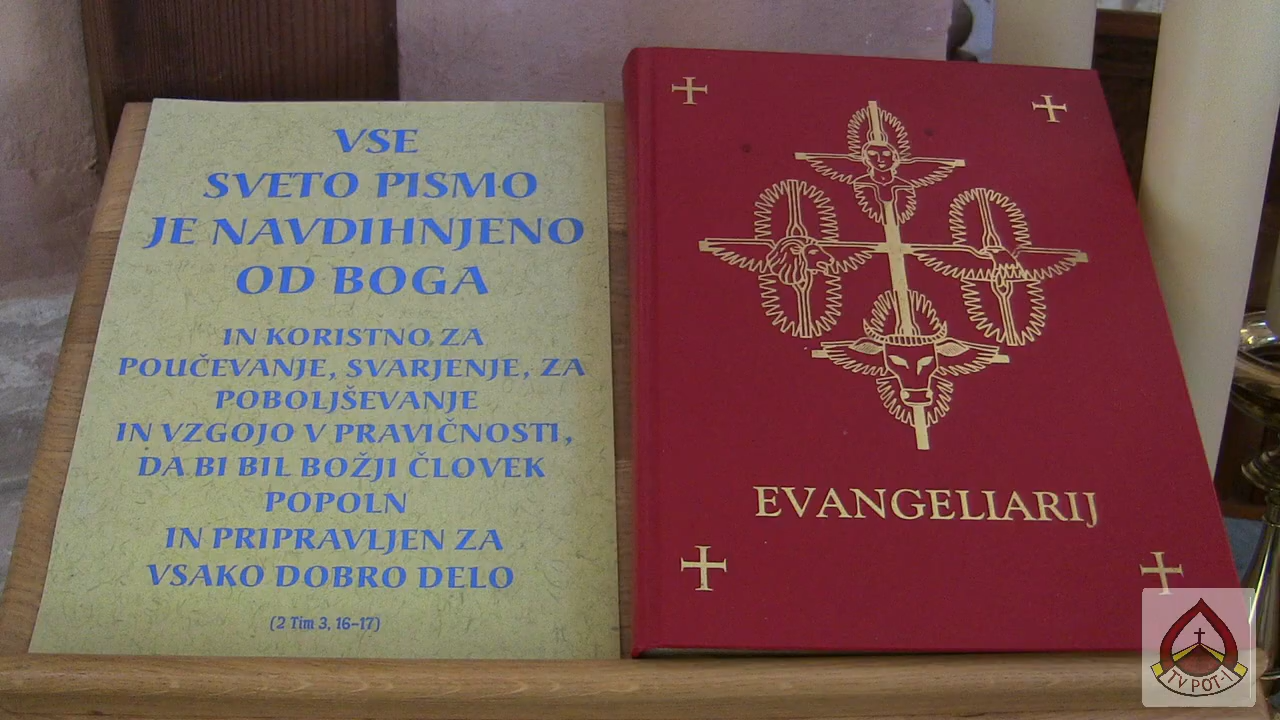 VSE
SVETO PISMO
JE NAVDIHNJENO
OD BOGA
IN KORISTNO ZA
POUČEVANJE, SVARJENJE, ZA
POBOLJŠEVANJE
IN VZGOJO V PRAVIČNOSTI,
DA BI BIL BOŽJI ČLOVEK
POPOLN
IN PRIPRAVLJEN ZA
VSAKO DOBRO DELO
(2 Tim 3, 16-17)
EVANGELIARIJ
TV POT-1